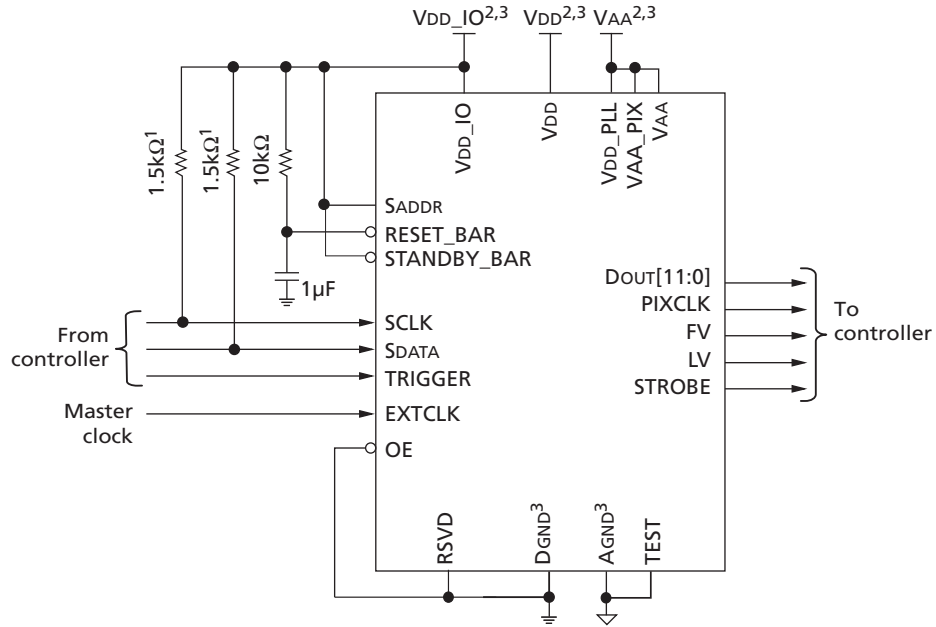 VDD_IO2,3
VDD2,3
VAA2,3
1.5kΩ1
1.5kΩ1
10kΩ
VDD_IO
VDD
VDD_PLL
VAA_PIX
VAA
SADDR
RESET_BAR
STANDBY_BAR
1µF
From
controller
SCLK
SDATA
TRIGGER
Master
clock
EXTCLK
OE
DOUT[11:0]
PIXCLK
FV
LV
STROBE
To
controller
RSVD
DGND3
AGND3
TEST